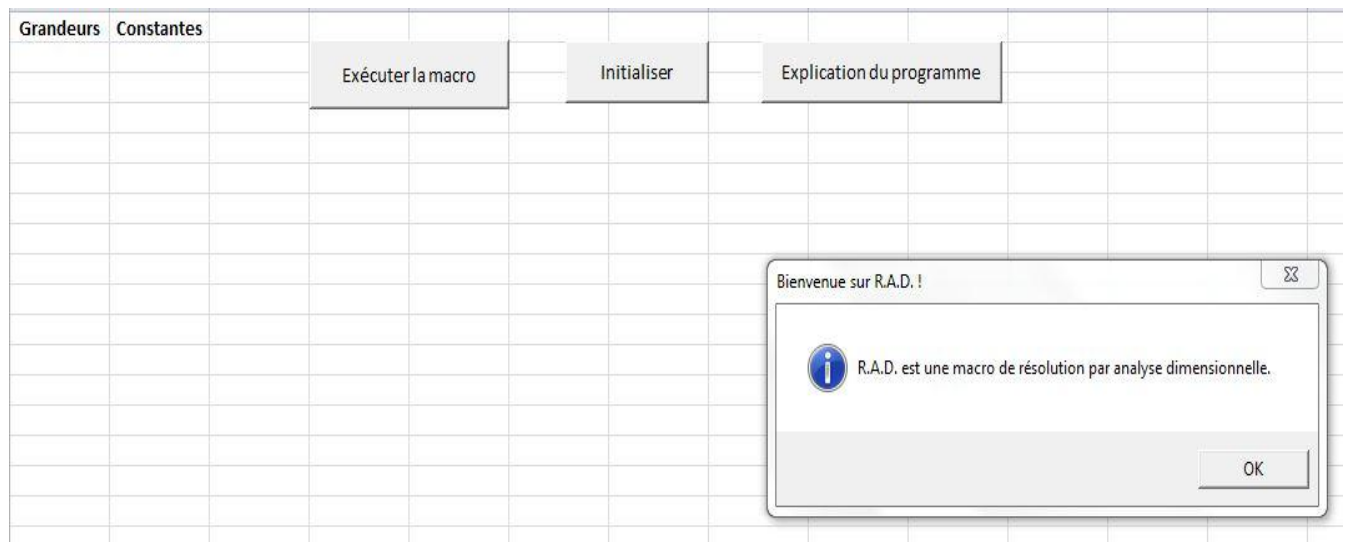 Grandeurs Constantes
Exécuter la macro
Initialiser
Explication du programme
Bienvenue sur R.A.D. !
R.A.D. est une macro de résolution par analyse dimensionnelle.
OK